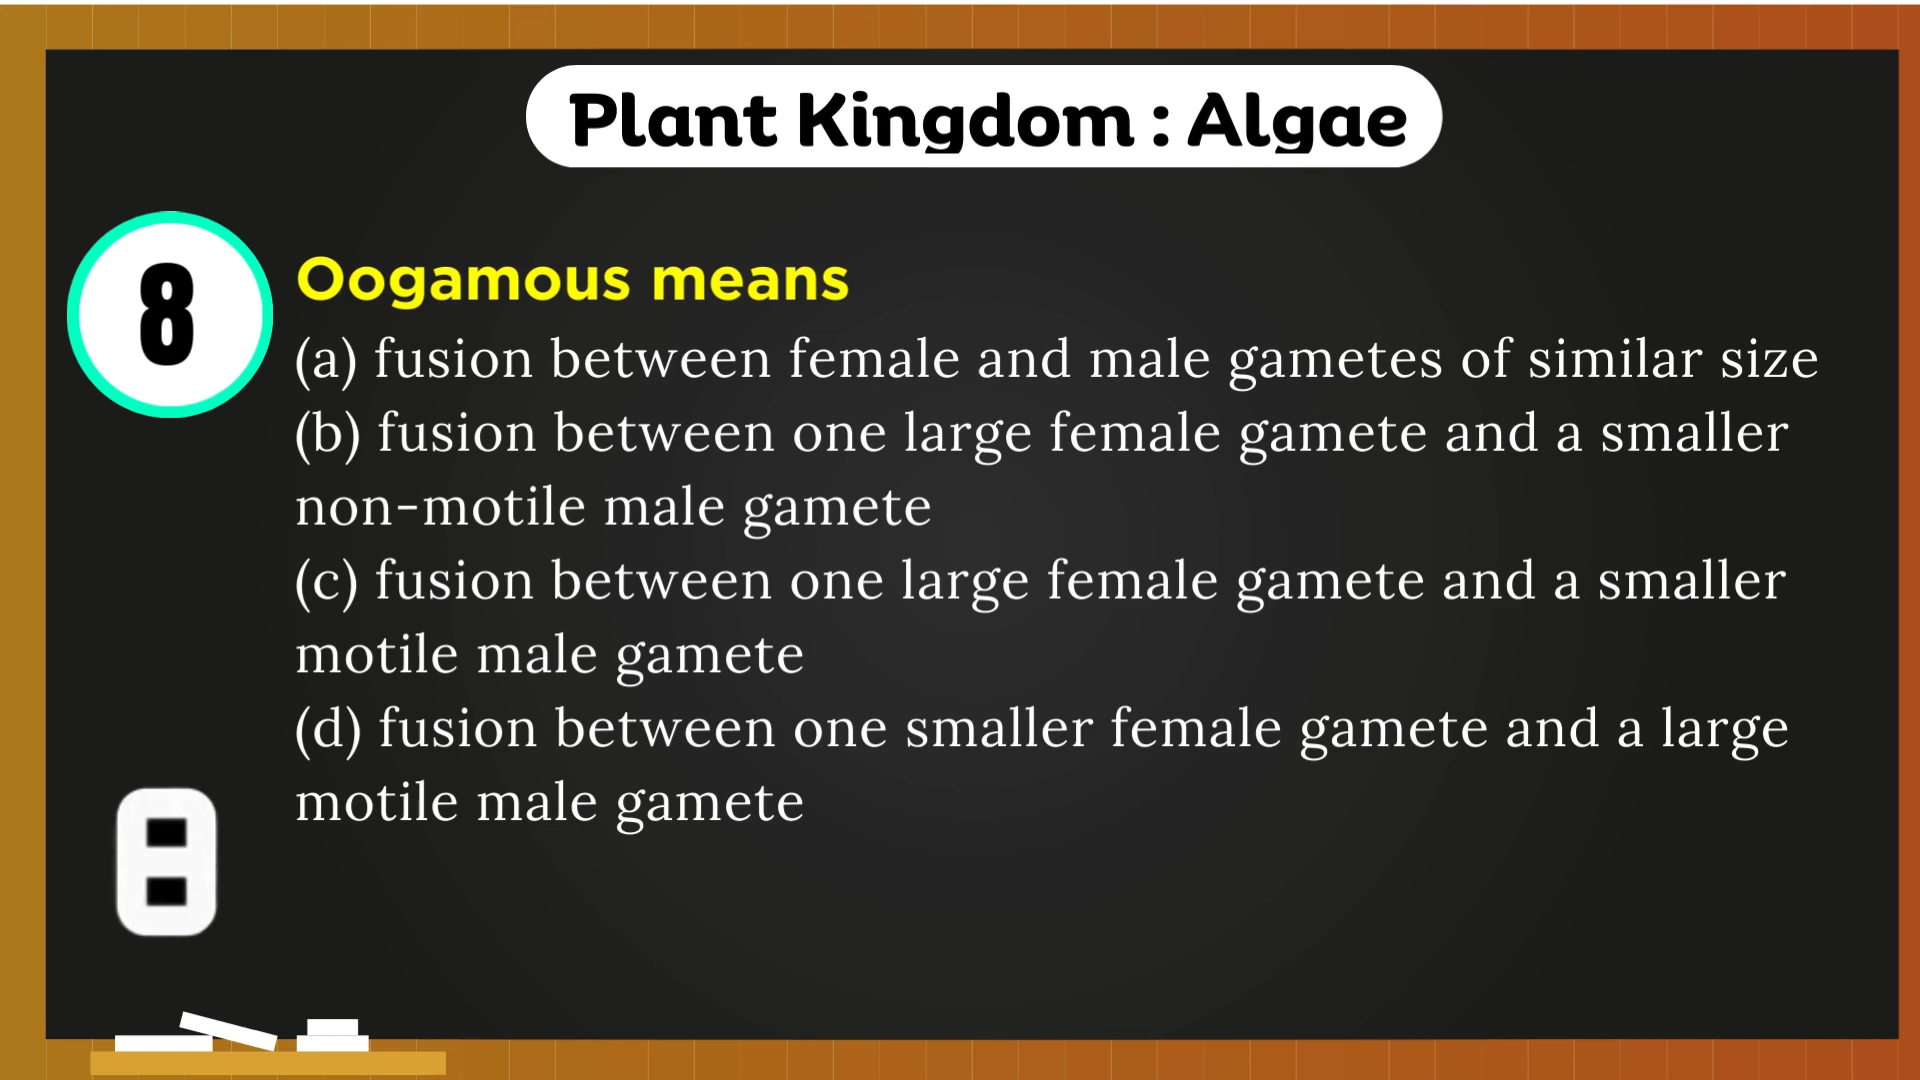 Plant Kingdom : Algae
8
Oogamous means
(a) fusion between female and male gametes of similar size
(b) fusion between one large female gamete and a smaller
non-motile male gamete
(c) fusion between one large female gamete and a smaller
motile male gamete
(d) fusion between one smaller female gamete and a large
motile male gamete
8